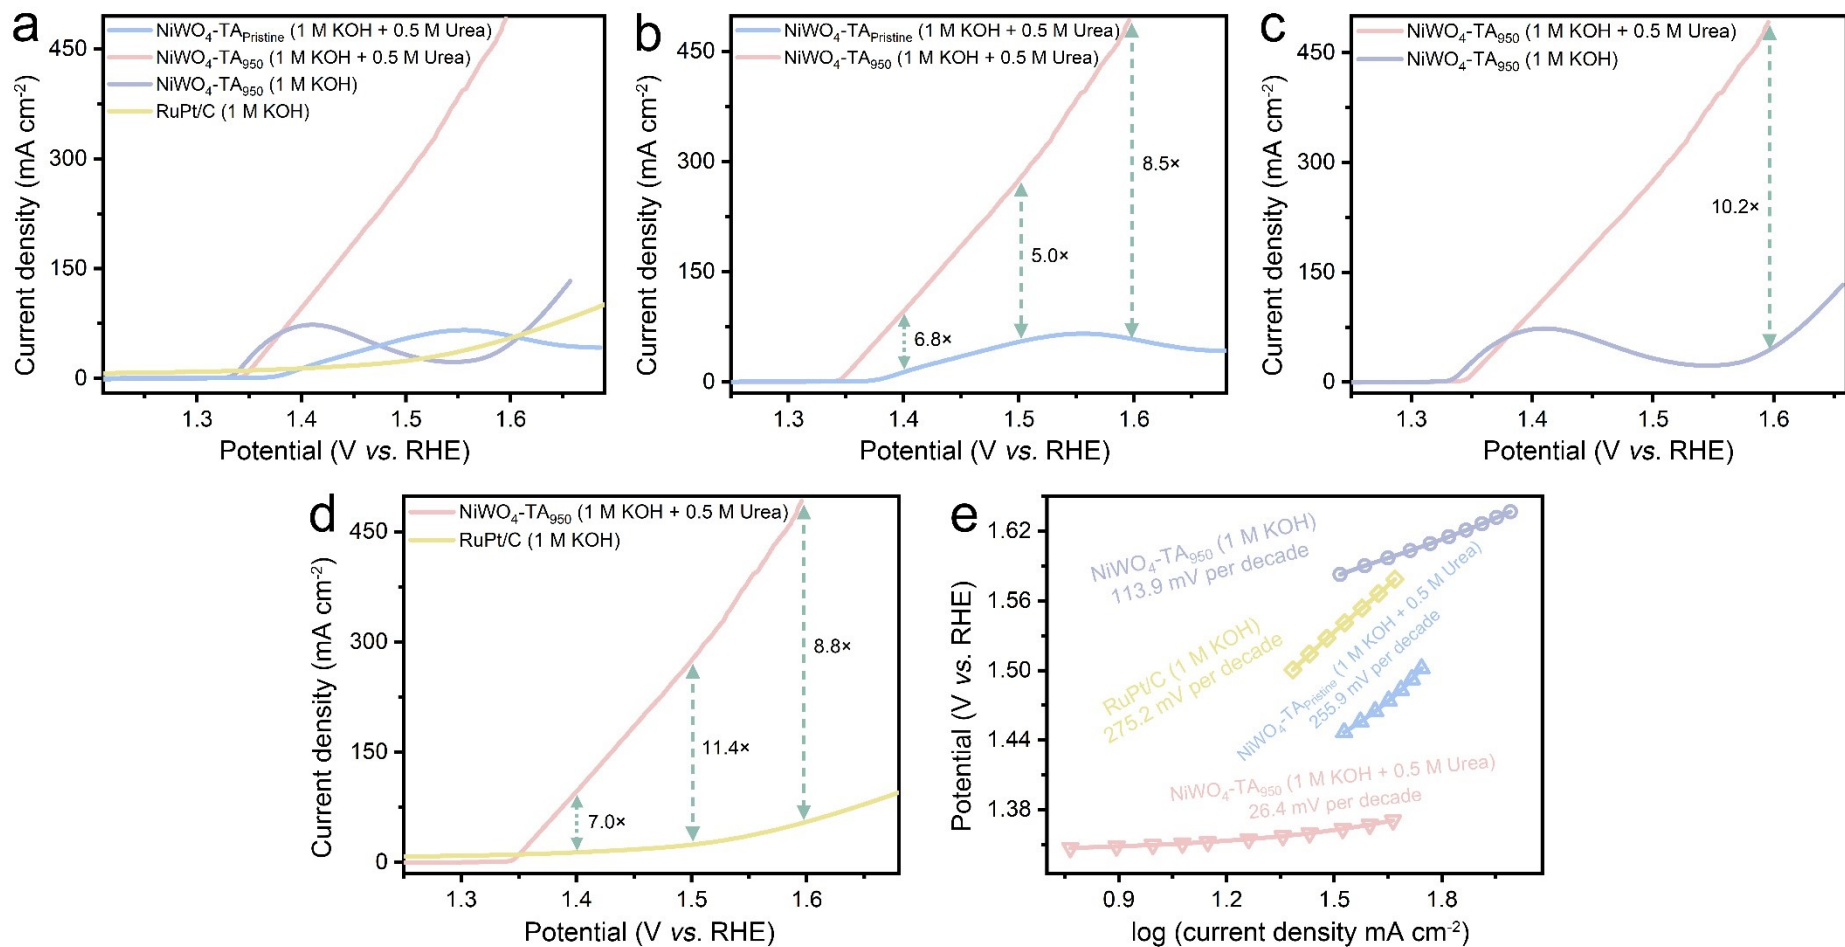 a
NiWO₄-TA_Pristine (1 M KOH + 0.5 M Urea)
NiWO₄-TA₉₅₀ (1 M KOH + 0.5 M Urea)
NiWO₄-TA₉₅₀ (1 M KOH)
RuPt/C (1 M KOH)
450
300
150
0
Current density (mA cm⁻²)
1.3 1.4 1.5 1.6
Potential (V vs. RHE)
b
NiWO₄-TA_Pristine (1 M KOH + 0.5 M Urea)
NiWO₄-TA₉₅₀ (1 M KOH + 0.5 M Urea)
450
300
150
0
Current density (mA cm⁻²)
6.8×
5.0×
8.5×
1.3 1.4 1.5 1.6
Potential (V vs. RHE)
c
NiWO₄-TA₉₅₀ (1 M KOH + 0.5 M Urea)
NiWO₄-TA₉₅₀ (1 M KOH)
450
300
150
0
Current density (mA cm⁻²)
10.2×
1.3 1.4 1.5 1.6
Potential (V vs. RHE)
d
NiWO₄-TA₉₅₀ (1 M KOH + 0.5 M Urea)
RuPt/C (1 M KOH)
450
300
150
0
Current density (mA cm⁻²)
7.0×
11.4×
8.8×
1.3 1.4 1.5 1.6
Potential (V vs. RHE)
e
1.62
1.56
1.50
1.44
1.38
Potential (V vs. RHE)
NiWO₄-TA₉₅₀ (1 M KOH)
113.9 mV per decade
RuPt/C (1 M KOH)
275.2 mV per decade
NiWO₄-TA_Pristine (1 M KOH + 0.5 M Urea)
255.9 mV per decade
NiWO₄-TA₉₅₀ (1 M KOH + 0.5 M Urea)
26.4 mV per decade
0.9 1.2 1.5 1.8
log (current density mA cm⁻²)